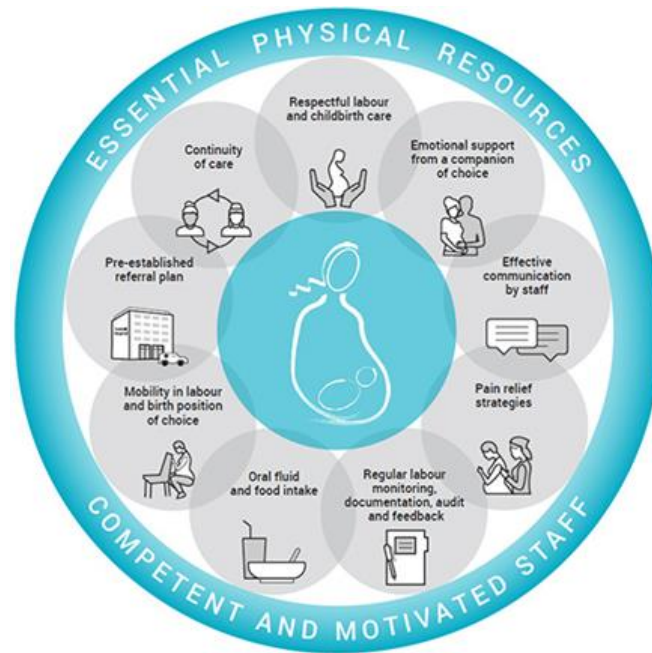 ESSENTIAL PHYSICAL RESOURCES
Respectful labour
and childbirth care
Emotional support
from a companion
of choice
Effective
communication
by staff
Pain relief
strategies
Regular labour
monitoring,
documentation, audit
and feedback
Oral fluid
and food intake
Mobility in labour
and birth position
of choice
Pre-established
referral plan
Continuity
of care
COMPETENT AND MOTIVATED STAFF